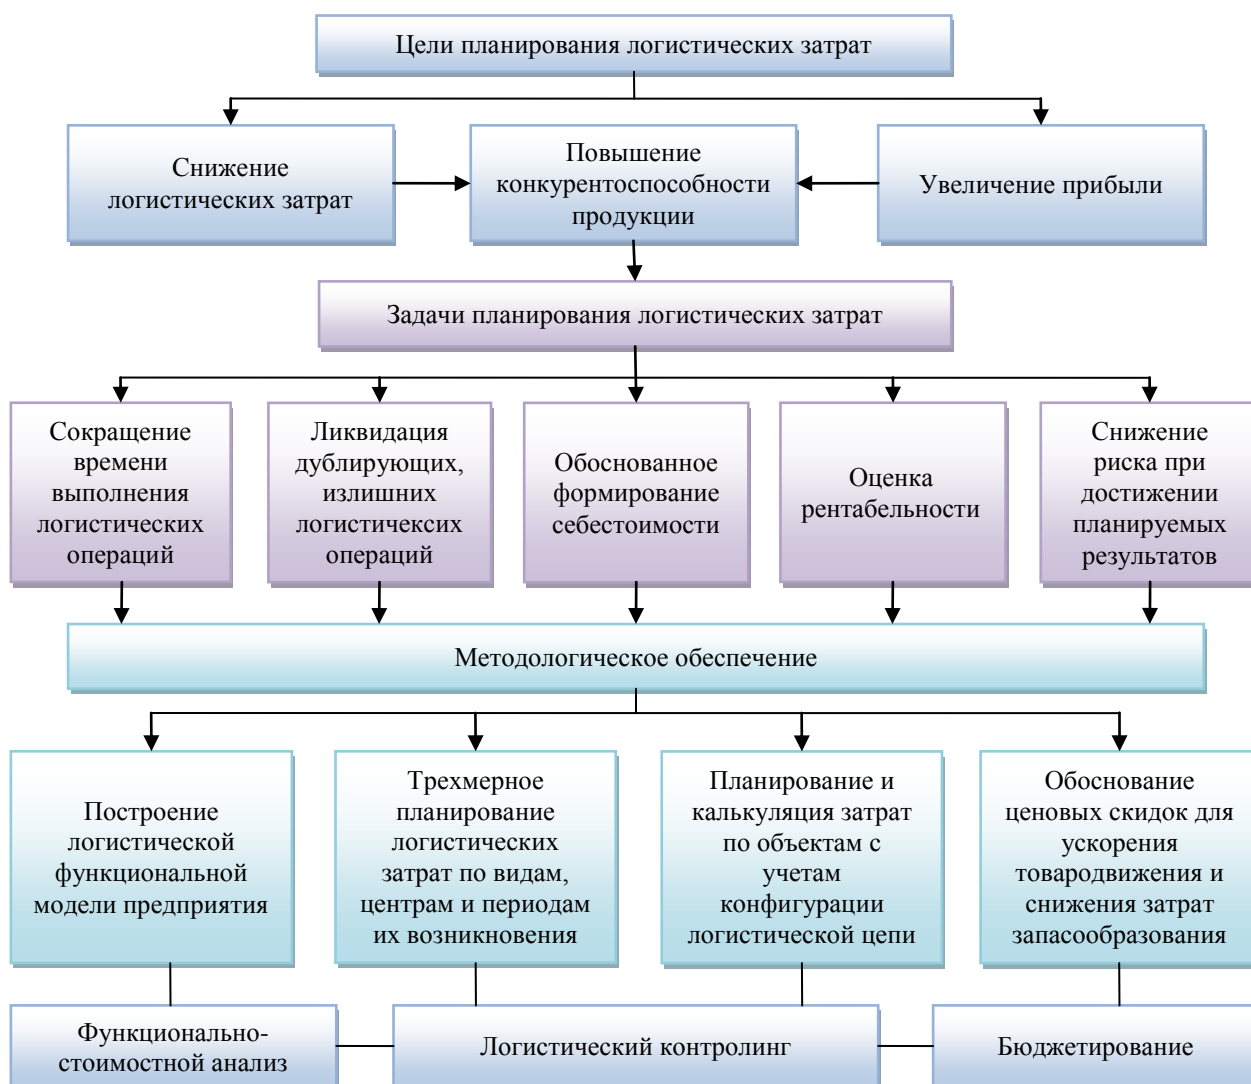 Цели планирования логистических затрат
Снижение
логистических затрат
Повышение
конкурентоспособности
продукции
Увеличение прибыли
Задачи планирования логистических затрат
Сокращение
времени
выполнения
логистических
операций
Ликвидация
дублирующих,
излишних
логистичексих
операций
Обоснованное
формирование
себестоимости
Оценка
рентабельности
Снижение
риска при
достижении
планируемых
результатов
Методологическое обеспечение
Построение
логистической
функциональной
модели предприятия
Трехмерное
планирование
логистических
затрат по видам,
центрам и периодам
их возникновения
Планирование и
калькуляция затрат
по объектам с
учетам
конфигурации
логистической цепи
Обоснование
ценовых скидок для
ускорения
товародвижения и
снижения затрат
запасообразования
Функционально-
стоимостной анализ
Логистический контролинг
Бюджетирование